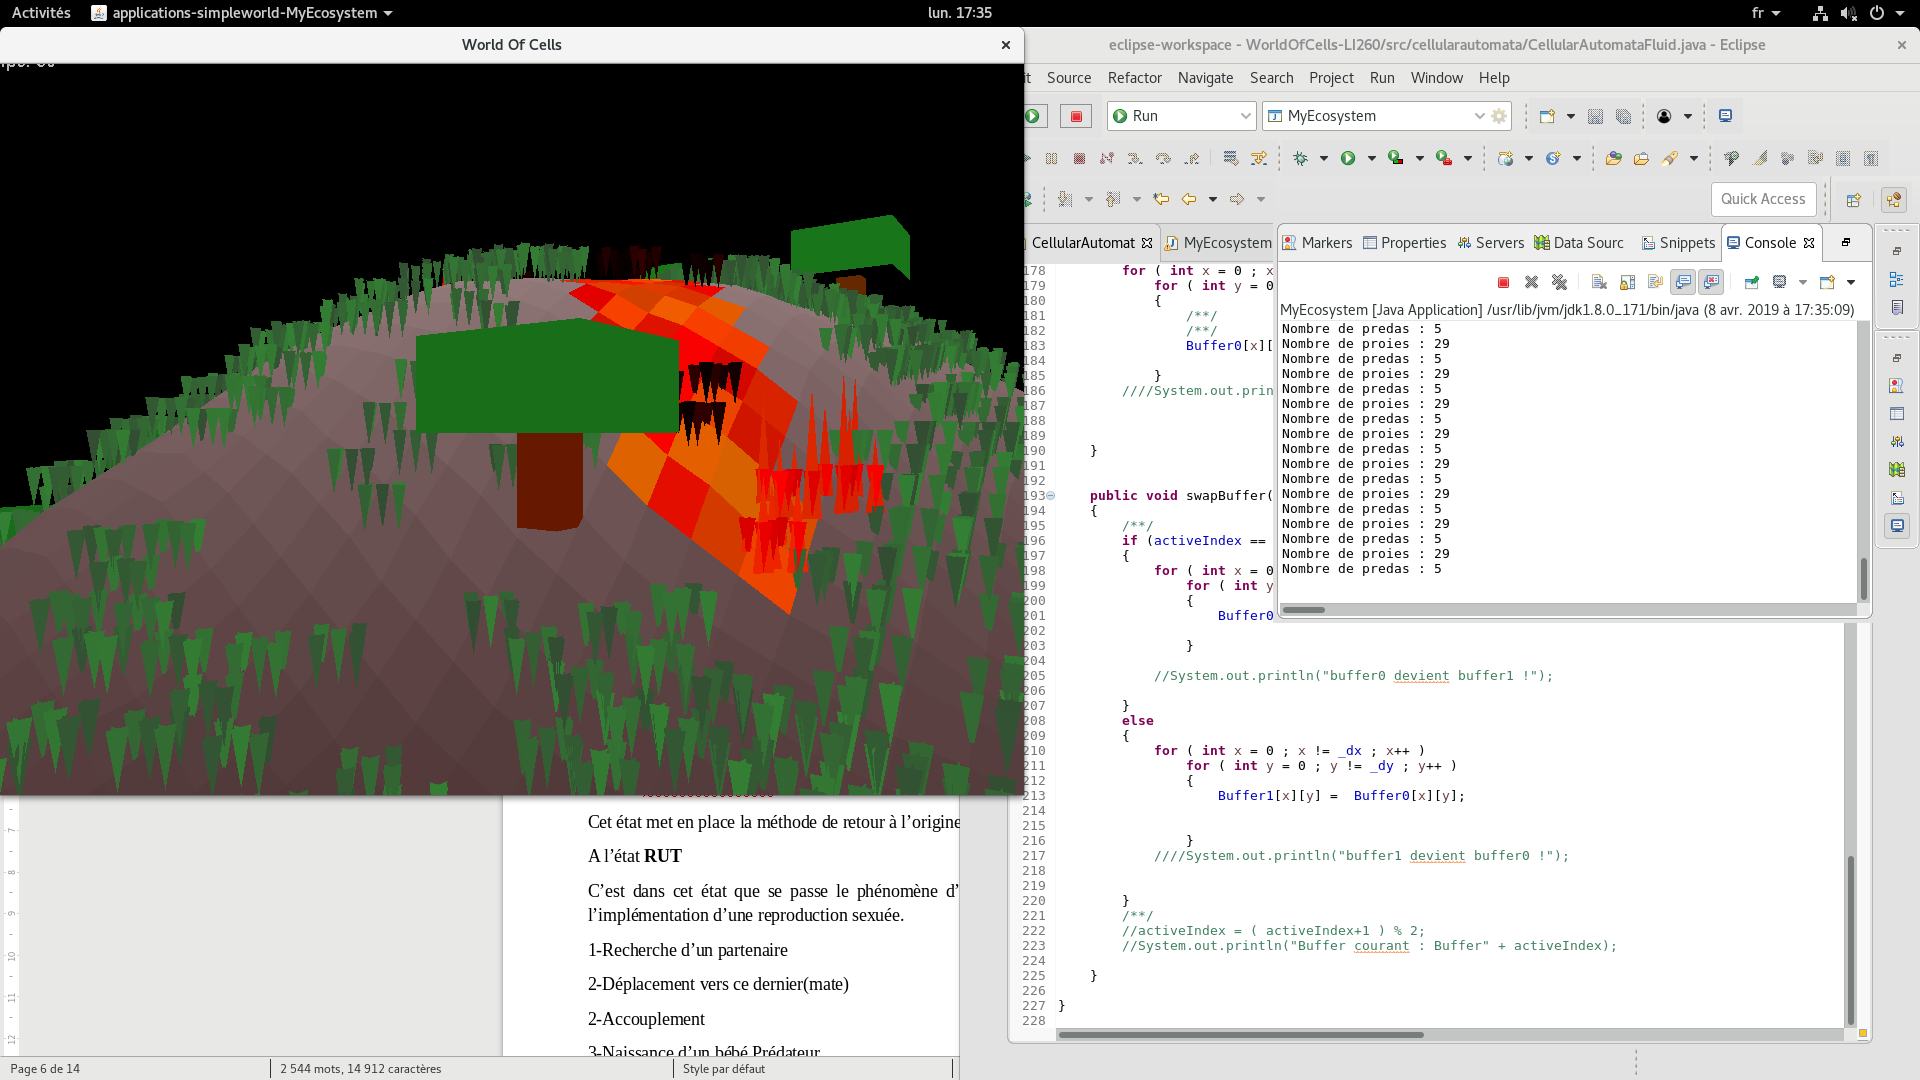 Activités
applications-simpleworld-MyEcosystem
lun. 17:35
fr
World Of Cells
eclipse-workspace - WorldOfCells-LI260/src/cellularautomata/CellularAutomataFluid.java - Eclipse
Source Refactor Navigate Search Project Run Window Help
Run
MyEcosystem
Quick Access
CellularAutomat
MyEcosystem
Markers Properties Servers Data Sourc Snippets Console
MyEcosystem [Java Application] /usr/lib/jvm/jdk1.8.0_171/bin/java (8 avr. 2019 à 17:35:09)
Nombre de predas : 5
Nombre de proies : 29
Nombre de predas : 5
Nombre de proies : 29
Nombre de predas : 5
Nombre de proies : 29
Nombre de predas : 5
Nombre de proies : 29
Nombre de predas : 5
Nombre de proies : 29
Nombre de predas : 5
Nombre de proies : 29
Nombre de predas : 5
Nombre de proies : 29
Nombre de predas : 5
Nombre de proies : 29
Nombre de predas : 5
178 for ( int x = 0 ; x
179 for ( int y = 0
180 {
181 /**/
182 /**/
183 Buffer0[x][
184
185 }
186 ////System.out.prin
187
188
189
190 }
191
192
193 public void swapBuffer(
194 {
195 /**/
196 if (activeIndex ==
197 {
198 for ( int x = 0
199 for ( int y
200 {
201 Buffer0
202
203 }
204
205 //System.out.println("buffer0 devient buffer1 !");
206
207 }
208 else
209 {
210 for ( int x = 0 ; x != _dx ; x++ )
211 for ( int y = 0 ; y != _dy ; y++ )
212 {
213 Buffer1[x][y] =  Buffer0[x][y];
214
215
216 }
217 ////System.out.println("buffer1 devient buffer0 !");
218
219
220 }
221 /**/
222 //activeIndex = ( activeIndex+1 ) % 2;
223 //System.out.println("Buffer courant : Buffer" + activeIndex);
224
225 }
226
227 }
228
7
8
9
10
11
12
Cet état met en place la méthode de retour à l’origine
A l’état RUT
C’est dans cet état que se passe le phénomène d’
l’implémentation d’une reproduction sexuée.
1-Recherche d’un partenaire
2-Déplacement vers ce dernier(mate)
2-Accouplement
3-Naissance d’un bébé Prédateur
Page 6 de 14
2 544 mots, 14 912 caractères
Style par défaut